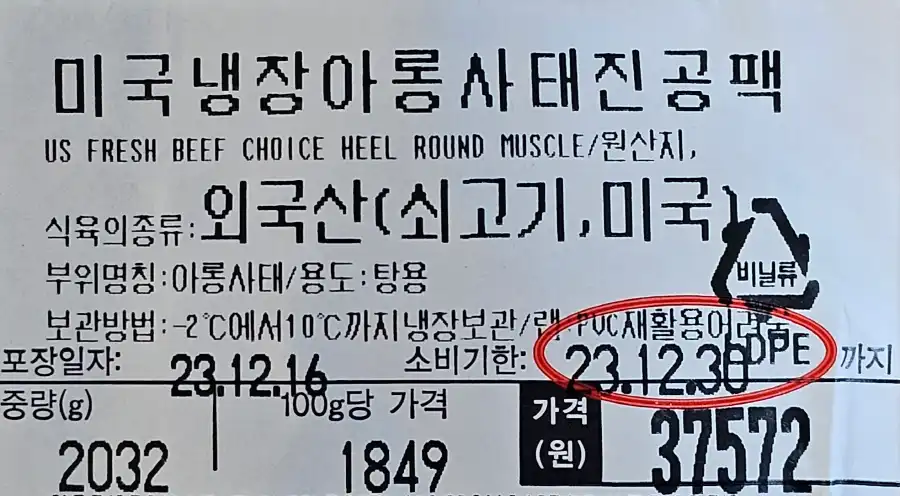 미국냉장아롱사태진공팩
US FRESH BEEF CHOICE HEEL ROUND MUSCLE/원산지,
식육의종류:외국산(쇠고기,미국)
비닐류
부위명칭:아롱사태/용도:탕용
보관방법:-2℃에서10℃까지냉장보관/랩:PVC재활용어려움
LDPE
포장일자: 23.12.16 소비기한: 23.12.30 까지
중량(g) 100g당 가격 가격(원)
2032 1849 37572